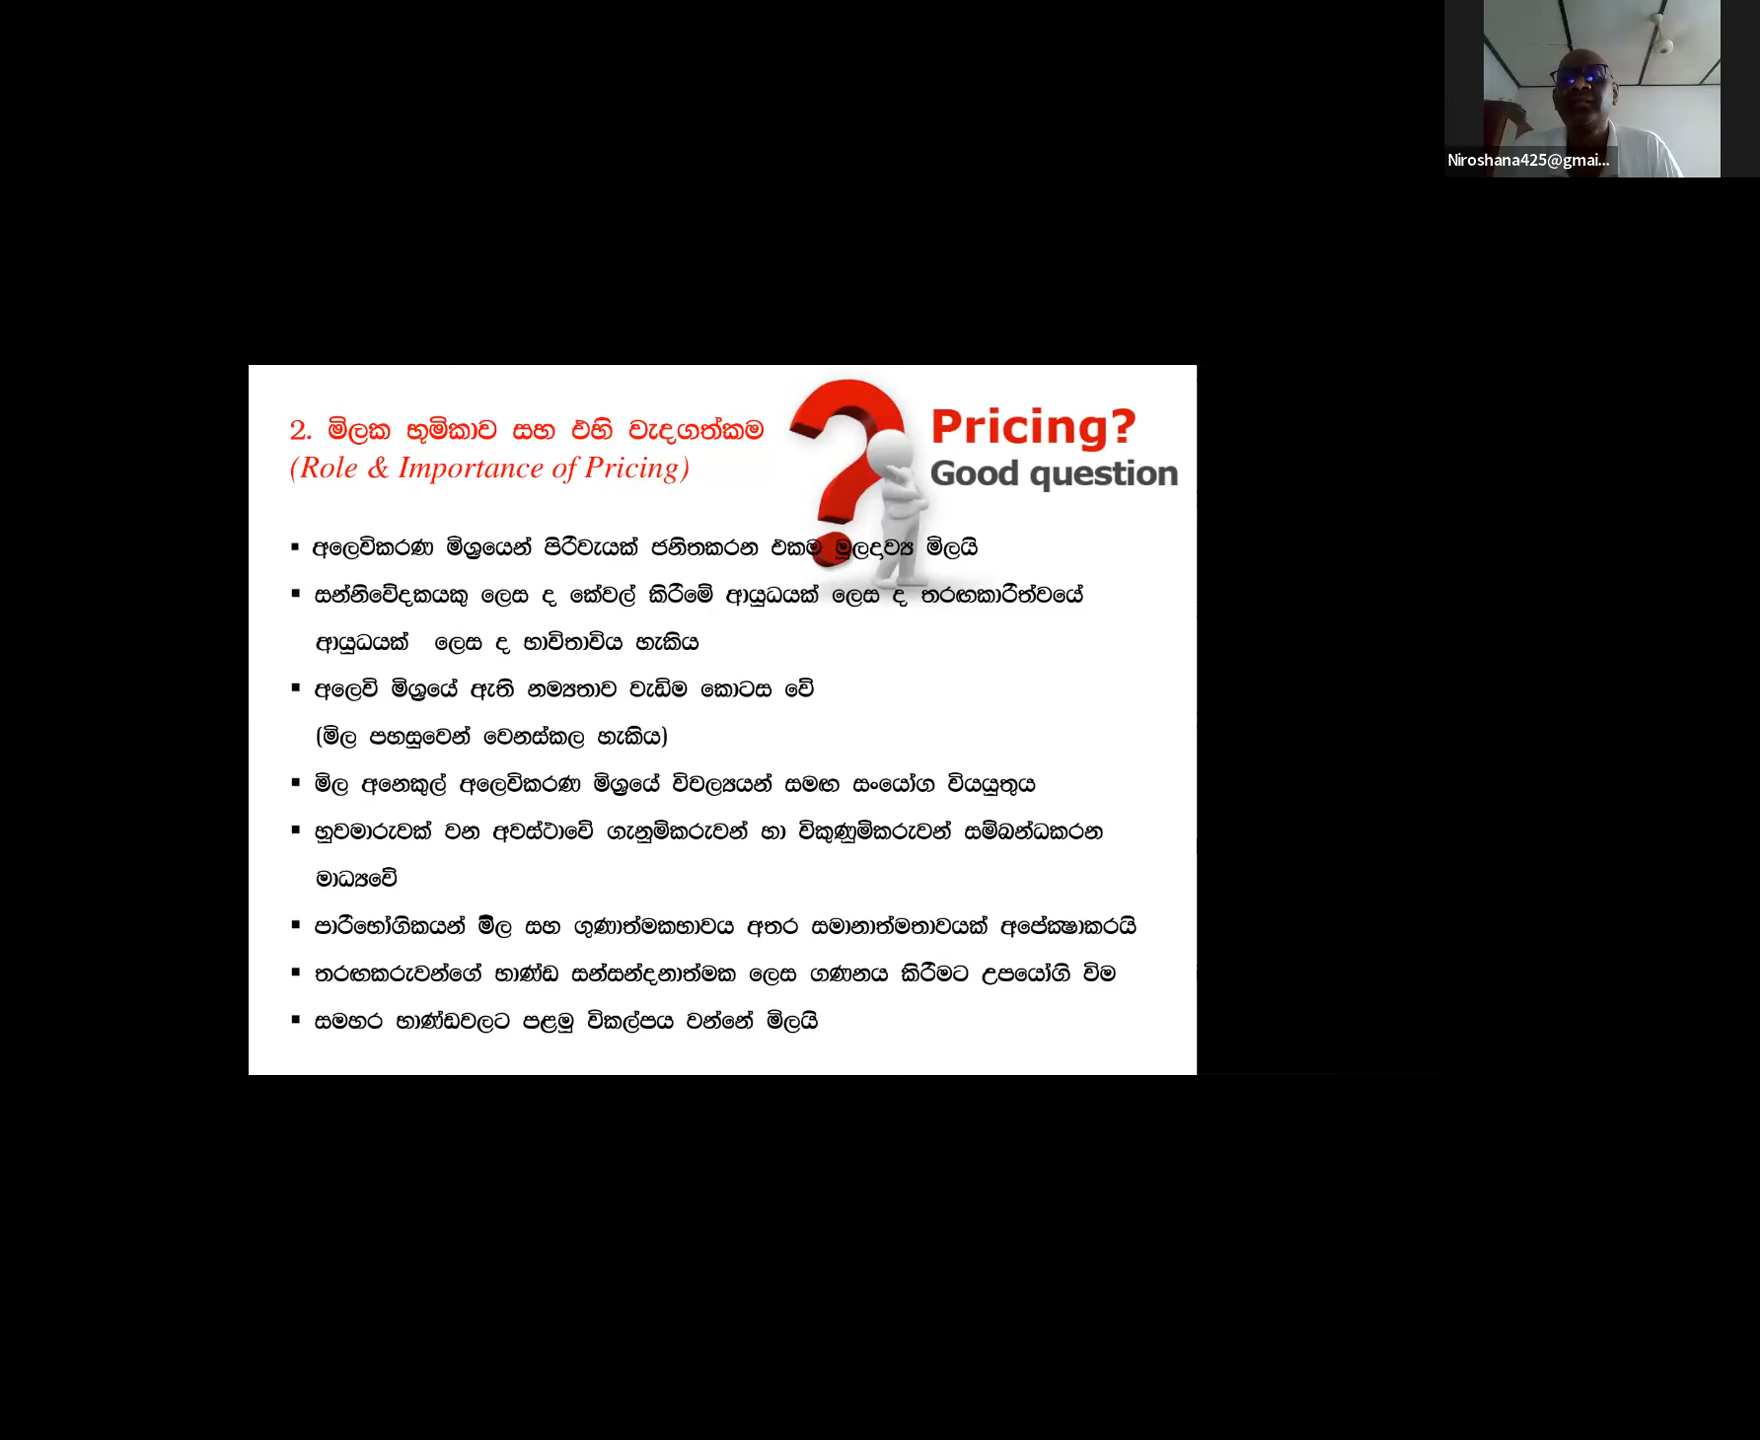 Niroshana425@gmai...
2. මිලක භූමිකාව සහ එහි වැදගත්කම
(Role & Importance of Pricing)
Pricing?
Good question
▪ අලෙවිකරණ මිශ්‍රයෙන් පිරිවැයක් ජනිතකරන එකම මූලද්‍රව්‍ය මිලයි
▪ සන්නිවේදකයකු ලෙස ද කේවල් කිරීමේ ආයුධයක් ලෙස ද තරඟකාරීත්වයේ
ආයුධයක් ලෙස ද භාවිතාවිය හැකිය
▪ අලෙවි මිශ්‍රයේ ඇති නම්‍යතාව වැඩිම කොටස වේ
(මිල පහසුවෙන් වෙනස්කල හැකිය)
▪ මිල අනෙකුල් අලෙවිකරණ මිශ්‍රයේ විචල්‍යයන් සමඟ සංයෝග වියයුතුය
▪ හුවමාරුවක් වන අවස්ථාවේ ගැනුම්කරුවන් හා විකුණුම්කරුවන් සම්බන්ධකරන
මාධ්‍යවේ
▪ පාරිභෝගිකයන් මිල සහ ගුණාත්මකභාවය අතර සමානාත්මතාවයක් අපේක්‍ෂාකරයි
▪ තරඟකරුවන්ගේ භාණ්ඩ සන්සන්දනාත්මක ලෙස ගණනය කිරීමට උපයෝගි විම
▪ සමහර භාණ්ඩවලට පළමු විකල්පය වන්නේ මිලයි